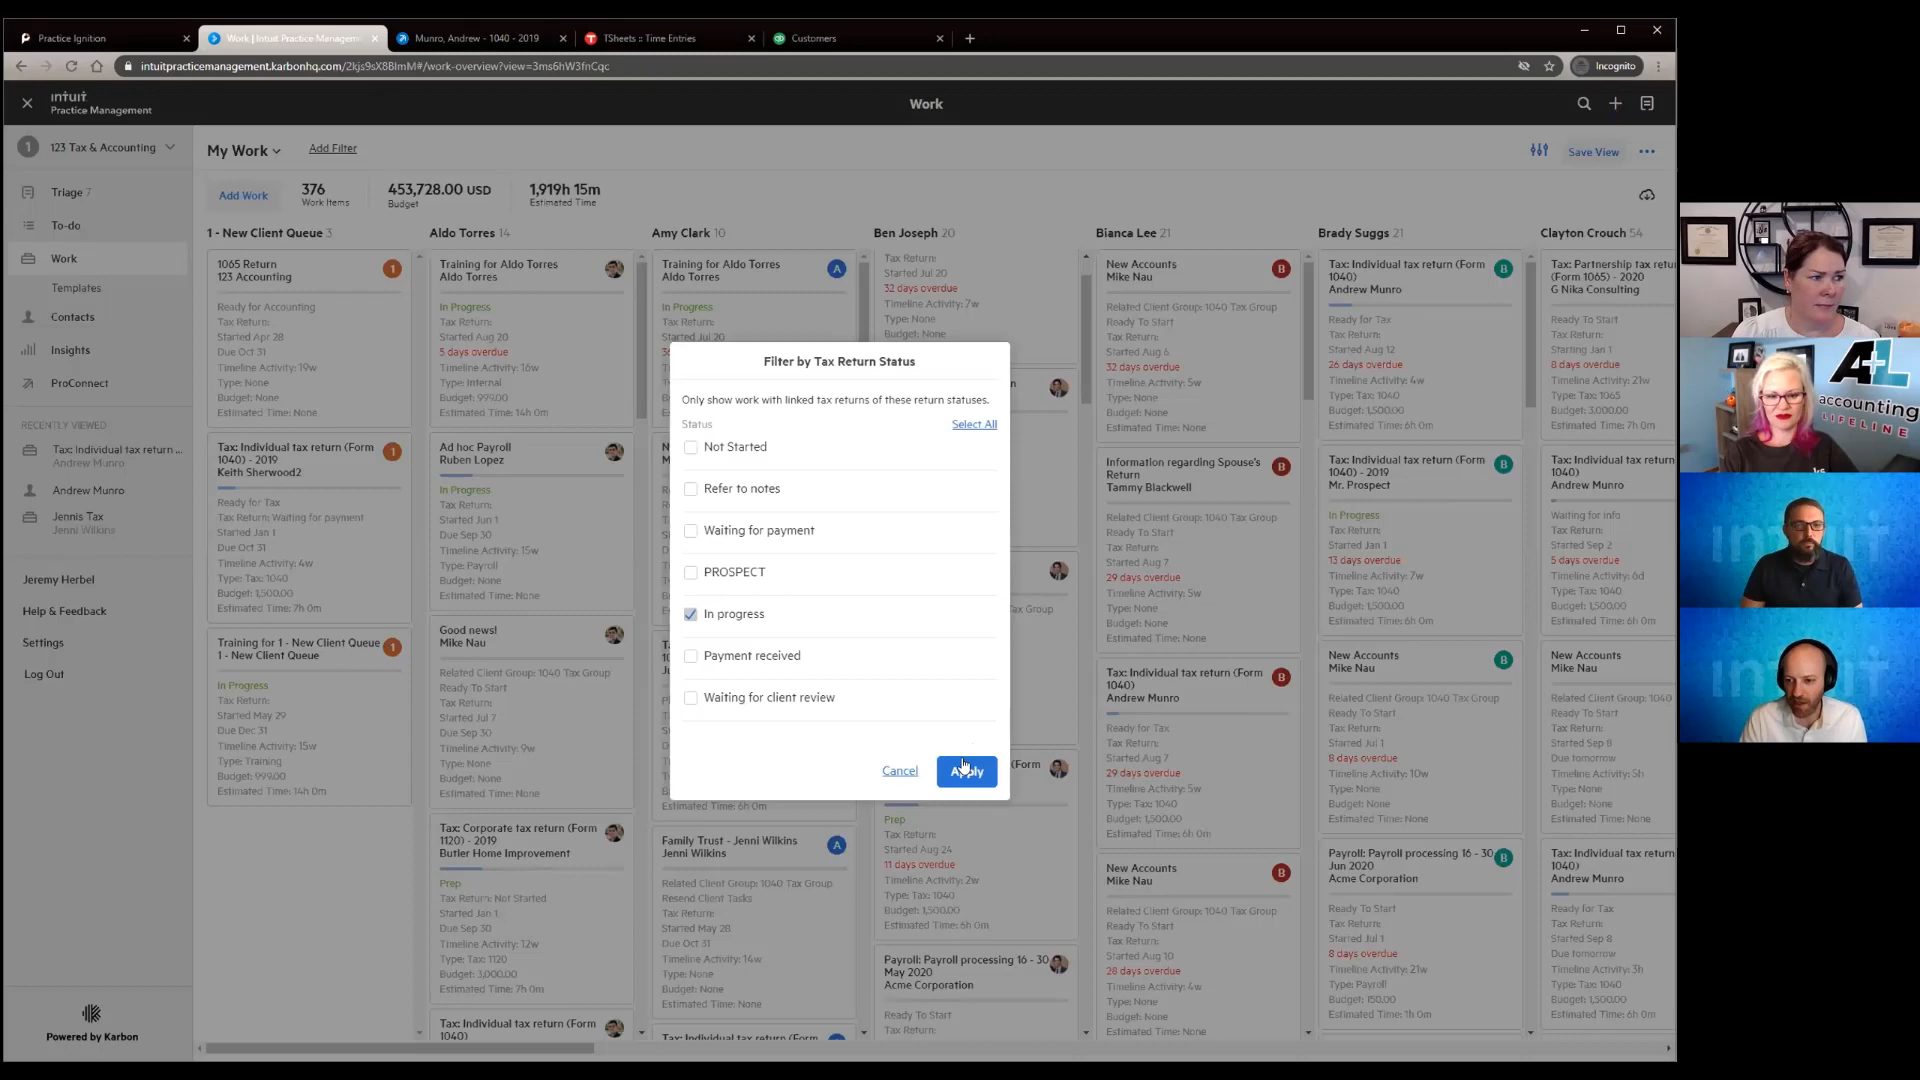 Practice Ignition
Work | Intuit Practice Managemen
Munro, Andrew - 1040 - 2019
TSheets :: Time Entries
Customers
intuitpracticemanagement.karbonhq.com/2kjs9sX8BlmM#/work-overview?view=3ms6hW3fnCqc
Incognito
ıntuıt
Practice Management
Work
1
123 Tax & Accounting
Triage 7
To-do
Work
Templates
Contacts
Insights
ProConnect
RECENTLY VIEWED
Tax: Individual tax return ...
Andrew Munro
Andrew Munro
Jennis Tax
Jenni Wilkins
Jeremy Herbel
Help & Feedback
Settings
Log Out
Powered by Karbon
My Work
Add Filter
Save View
Add Work
376
Work Items
453,728.00 USD
Budget
1,919h 15m
Estimated Time
1 - New Client Queue 3
1065 Return
123 Accounting
1
Ready for Accounting
Tax Return:
Started Apr 28
Due Oct 31
Timeline Activity: 19w
Type: None
Budget: None
Estimated Time: None
Tax: Individual tax return (Form
1040) - 2019
Keith Sherwood2
1
Ready for Tax
Tax Return: Waiting for payment
Started Jan 1
Due Oct 31
Timeline Activity: 4w
Type: Tax: 1040
Budget: 1,500.00
Estimated Time: 7h 0m
Training for 1 - New Client Queue
1 - New Client Queue
1
In Progress
Tax Return:
Started May 29
Due Dec 31
Timeline Activity: 15w
Type: Training
Budget: 999.00
Estimated Time: 14h 0m
Aldo Torres 14
Training for Aldo Torres
Aldo Torres
In Progress
Tax Return:
Started Aug 20
5 days overdue
Timeline Activity: 16w
Type: Internal
Budget: 999.00
Estimated Time: 14h 0m
Ad hoc Payroll
Ruben Lopez
In Progress
Tax Return:
Started Jun 1
Due Sep 30
Timeline Activity: 15w
Type: Payroll
Budget: None
Estimated Time: None
Good news!
Mike Nau
Related Client Group: 1040 Tax Group
Ready To Start
Tax Return:
Started Jul 7
Due Sep 30
Timeline Activity: 9w
Type: None
Budget: None
Estimated Time: None
Tax: Corporate tax return (Form
1120) - 2019
Butler Home Improvement
Prep
Tax Return: Not Started
Started Jan 1
Due Sep 30
Timeline Activity: 12w
Type: Tax: 1120
Budget: 3,000.00
Estimated Time: 7h 0m
Tax: Individual tax return (Form
1040)
Amy Clark 10
Training for Aldo Torres
Aldo Torres
A
In Progress
Tax Return:
Started Jul 20
6h 0m
Family Trust - Jenni Wilkins
Jenni Wilkins
A
Related Client Group: 1040 Tax Group
Resend Client Tasks
Tax Return:
Started May 28
Due Oct 31
Timeline Activity: 14w
Type: None
Budget: None
Estimated Time: None
Tax: Individual tax return (Form
Ben Joseph 20
Tax Return:
Started Jul 20
32 days overdue
Timeline Activity: 7w
Type: None
Budget: None
Tax Group
(Form
Prep
Tax Return:
Started Aug 24
11 days overdue
Timeline Activity: 2w
Type: Tax: 1040
Budget: 1,500.00
Estimated Time: 6h 0m
Payroll: Payroll processing 16 - 30
May 2020
Acme Corporation
Ready To Start
Tax Return:
Filter by Tax Return Status
Only show work with linked tax returns of these return statuses.
Status
Select All
Not Started
Refer to notes
Waiting for payment
PROSPECT
In progress
Payment received
Waiting for client review
Cancel
Apply
Bianca Lee 21
New Accounts
Mike Nau
B
Related Client Group: 1040 Tax Group
Ready To Start
Tax Return:
Started Aug 6
32 days overdue
Timeline Activity: 5w
Type: None
Budget: None
Estimated Time: None
Information regarding Spouse's
Return
Tammy Blackwell
B
Related Client Group: 1040 Tax Group
Ready To Start
Tax Return:
Started Aug 7
29 days overdue
Timeline Activity: 5w
Type: None
Budget: None
Estimated Time: None
Tax: Individual tax return (Form
1040)
Andrew Munro
B
Ready for Tax
Tax Return:
Started Aug 7
29 days overdue
Timeline Activity: 5w
Type: Tax: 1040
Budget: 1,500.00
Estimated Time: 6h 0m
New Accounts
Mike Nau
B
Related Client Group: 1040 Tax Group
Ready To Start
Tax Return:
Started Aug 10
28 days overdue
Timeline Activity: 4w
Type: None
Budget: None
Estimated Time: None
Brady Suggs 21
Tax: Individual tax return (Form
1040)
Andrew Munro
B
Ready for Tax
Tax Return:
Started Aug 12
26 days overdue
Timeline Activity: 4w
Type: Tax: 1040
Budget: 1,500.00
Estimated Time: 6h 0m
Tax: Individual tax return (Form
1040) - 2019
Mr. Prospect
B
In Progress
Tax Return:
Started Jan 1
13 days overdue
Timeline Activity: 7w
Type: Tax: 1040
Budget: 1,500.00
Estimated Time: 6h 0m
New Accounts
Mike Nau
B
Related Client Group: 1040 Tax Group
Ready To Start
Tax Return:
Started Jul 1
8 days overdue
Timeline Activity: 10w
Type: None
Budget: None
Estimated Time: None
Payroll: Payroll processing 16 - 30
Jun 2020
Acme Corporation
B
Ready To Start
Tax Return:
Started Jul 1
8 days overdue
Timeline Activity: 21w
Type: Payroll
Budget: 150.00
Estimated Time: 1h 0m
Clayton Crouch 54
Tax: Partnership tax retu
(Form 1065) - 2020
G Nika Consulting
Ready To Start
Tax Return:
Starting Jan 1
8 days overdue
Timeline Activity: 21w
Type: Tax: 1065
Budget: 3,000.00
Estimated Time: 7h 0m
Tax: Individual tax return
1040)
Andrew Munro
Waiting for info
Tax Return:
Started Sep 2
5 days overdue
Timeline Activity: 6d
Type: Tax: 1040
Budget: 1,500.00
Estimated Time: 6h 0m
Tax: Individual tax return
1040)
Andrew Munro
Related Client Group: 1040
Ready To Start
Tax Return:
Started Sep 8
Due tomorrow
Timeline Activity: 5h
Type: None
Budget: None
Estimated Time: None
Tax: Individual tax return
1040)
Andrew Munro
Ready for Tax
Tax Return:
Started Sep 8
Due tomorrow
Timeline Activity: 3h
Type: Tax: 1040
Budget: 1,500.00
Estimated Time: 6h 0m
A+L
accounting
LIFELINE